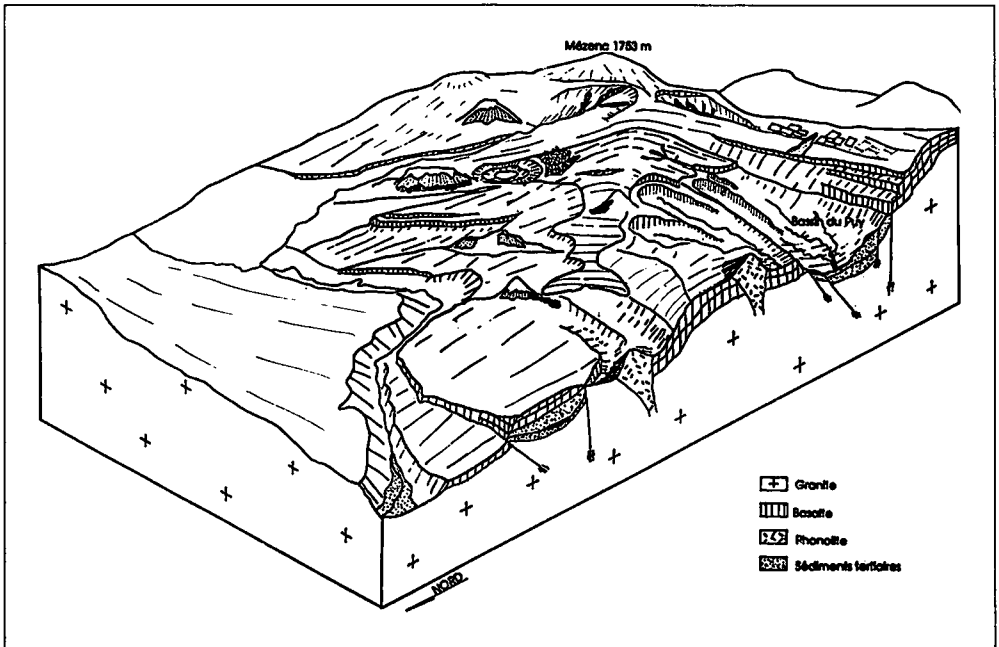 Mézenc 1753 m
Bassin du Puy
Granite
Basalte
Phonolite
Sédiments tertiaires
NORD